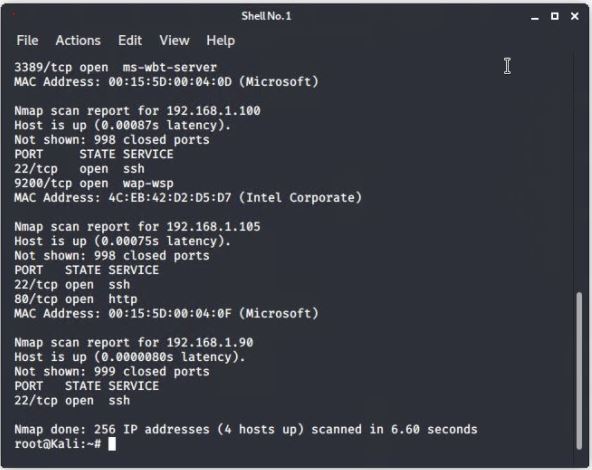 Shell No. 1
File Actions Edit View Help
3389/tcp open  ms-wbt-server
MAC Address: 00:15:5D:00:04:0D (Microsoft)

Nmap scan report for 192.168.1.100
Host is up (0.00087s latency).
Not shown: 998 closed ports
PORT     STATE SERVICE
22/tcp   open  ssh
9200/tcp open  wap-wsp
MAC Address: 4C:EB:42:D2:D5:D7 (Intel Corporate)

Nmap scan report for 192.168.1.105
Host is up (0.00075s latency).
Not shown: 998 closed ports
PORT   STATE SERVICE
22/tcp open  ssh
80/tcp open  http
MAC Address: 00:15:5D:00:04:0F (Microsoft)

Nmap scan report for 192.168.1.90
Host is up (0.0000080s latency).
Not shown: 999 closed ports
PORT   STATE SERVICE
22/tcp open  ssh

Nmap done: 256 IP addresses (4 hosts up) scanned in 6.60 seconds
root@Kali:~#